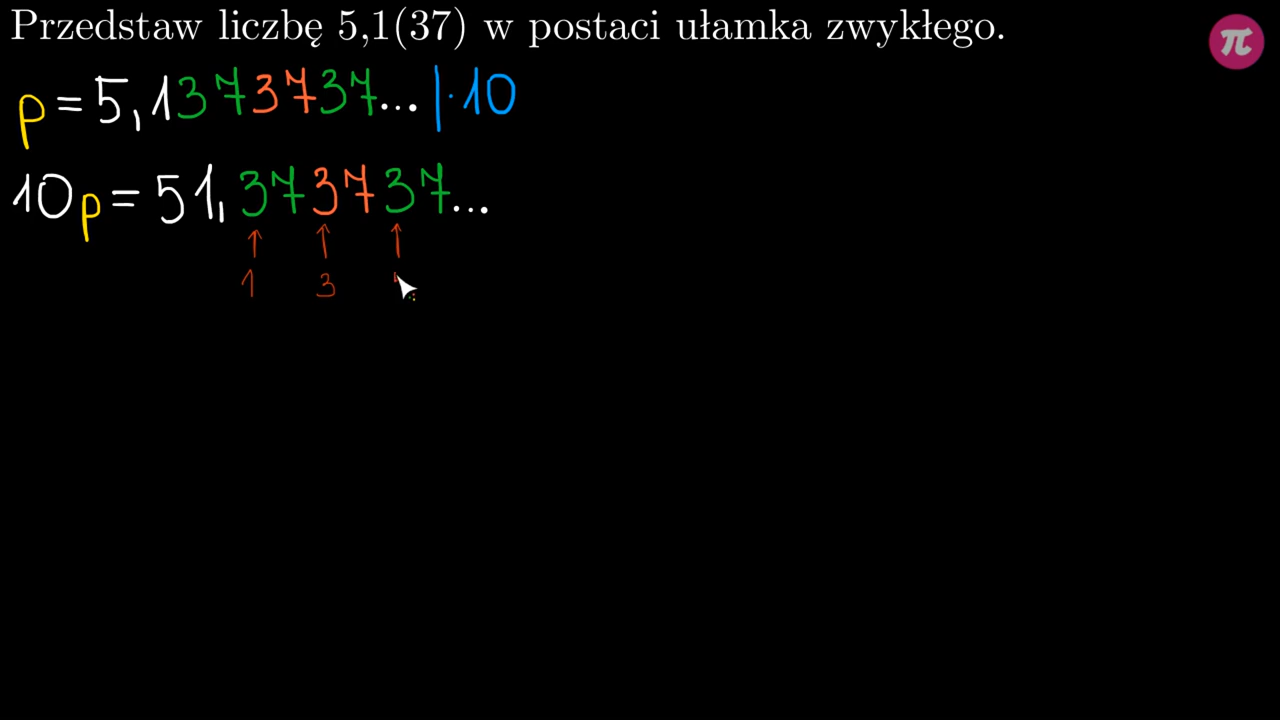 Przedstaw liczbę 5,1(37) w postaci ułamka zwykłego.
π
p = 5,1373737... |·10
10p = 51,373737...
↑ ↑ ↑
1 3